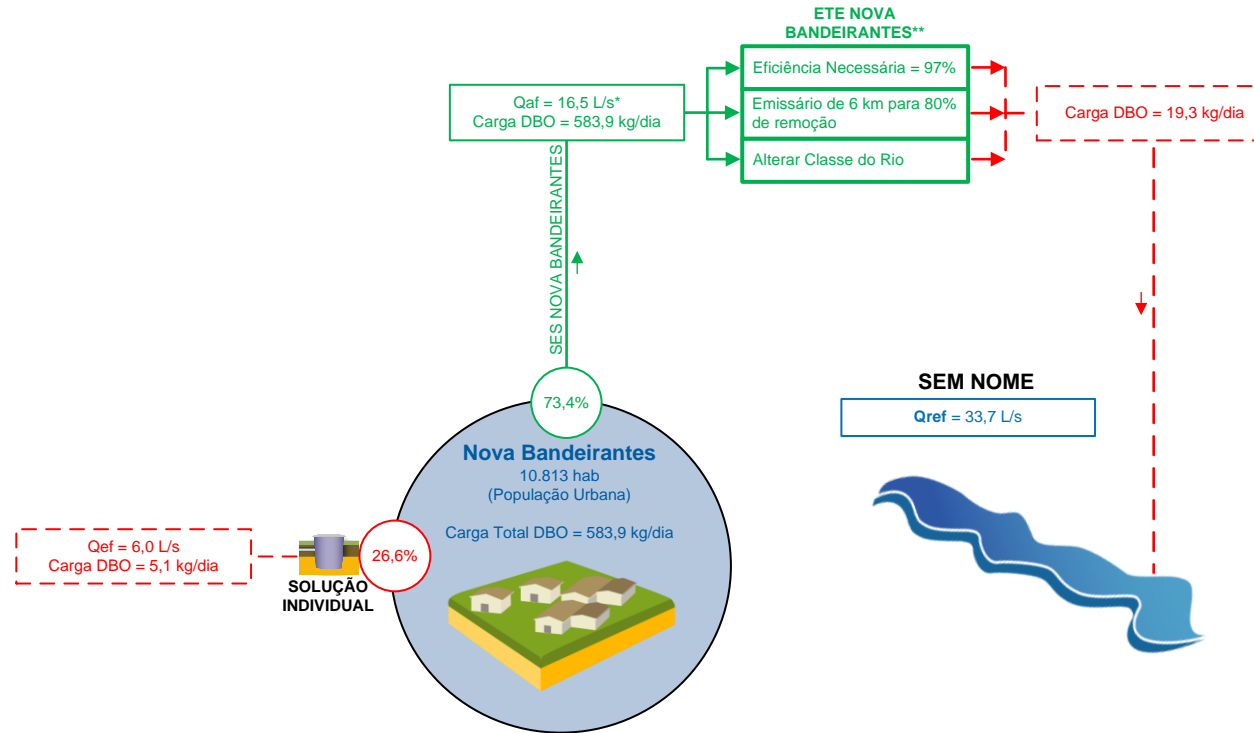 ETE NOVA
BANDEIRANTES**
Eficiência Necessária = 97%
Emissário de 6 km para 80%
de remoção
Alterar Classe do Rio
Qaf = 16,5 L/s*
Carga DBO = 583,9 kg/dia
Carga DBO = 19,3 kg/dia
SES NOVA BANDEIRANTES
SEM NOME
Qref = 33,7 L/s
73,4%
Nova Bandeirantes
10.813 hab
(População Urbana)
Carga Total DBO = 583,9 kg/dia
Qef = 6,0 L/s
Carga DBO = 5,1 kg/dia
26,6%
SOLUÇÃO
INDIVIDUAL